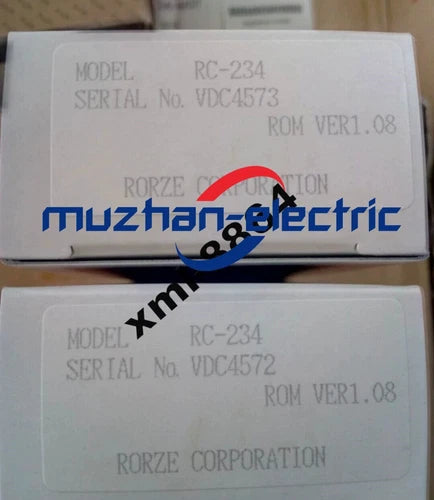 MODEL RC-234
SERIAL No. VDC4573
ROM VER1.08
RORZE CORPORATION
muzhan-electric
MODEL RC-234
SERIAL No. VDC4572
ROM VER1.08
RORZE CORPORATION